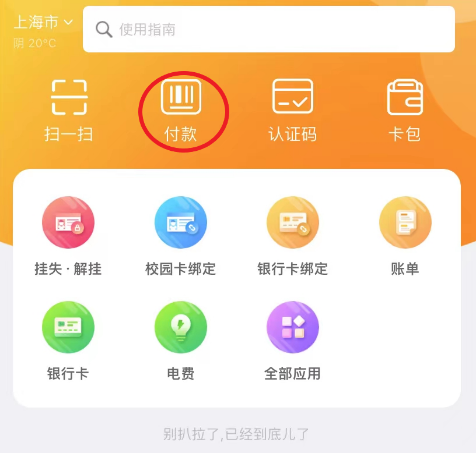 上海市
阴 20°C
使用指南
扫一扫
付款
认证码
卡包
挂失·解挂
校园卡绑定
银行卡绑定
账单
银行卡
电费
全部应用
别扒拉了,已经到底儿了